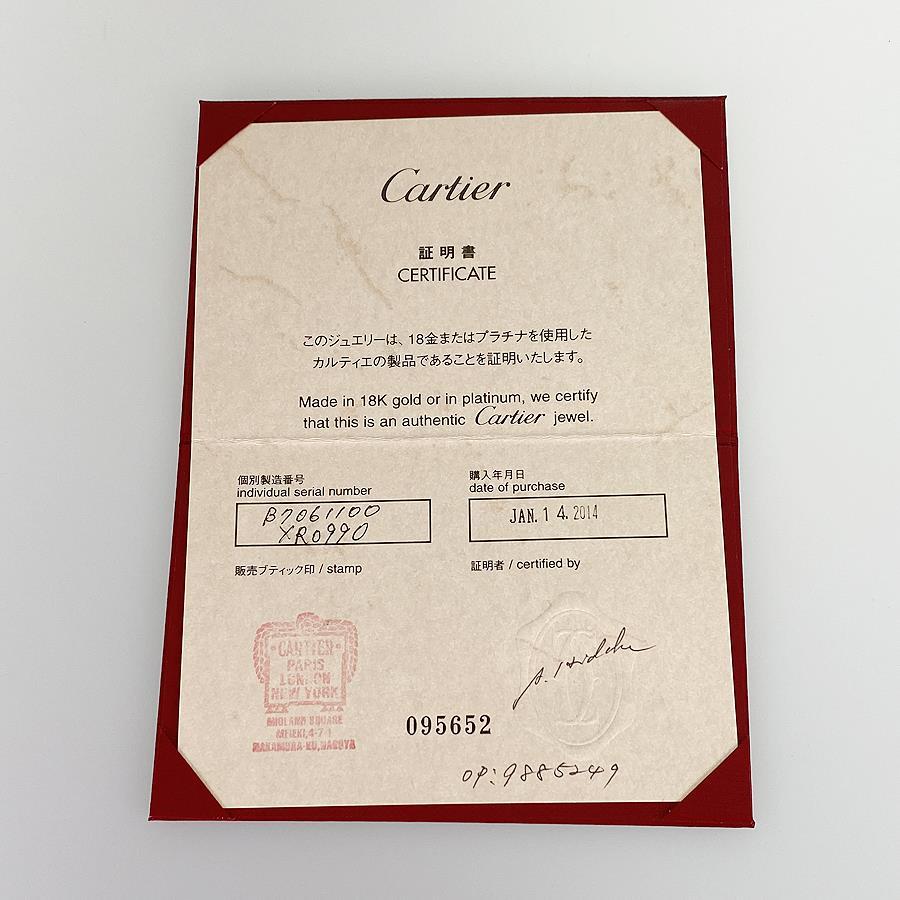 Cartier
証明書
CERTIFICATE
このジュエリーは、18金またはプラチナを使用した
カルティエの製品であることを証明いたします。
Made in 18K gold or in platinum, we certify
that this is an authentic Cartier jewel.
個別製造番号
individual serial number
B7061100
XR0990
購入年月日
date of purchase
JAN. 14. 2014
販売ブティック印 / stamp
証明者 / certified by
CARTIER
PARIS
LONDON
NEW YORK
MIDLAND SQUARE
MEIEKI,4-7-1
NAKAMURA-KU,NAGOYA
095652
OP:9885249